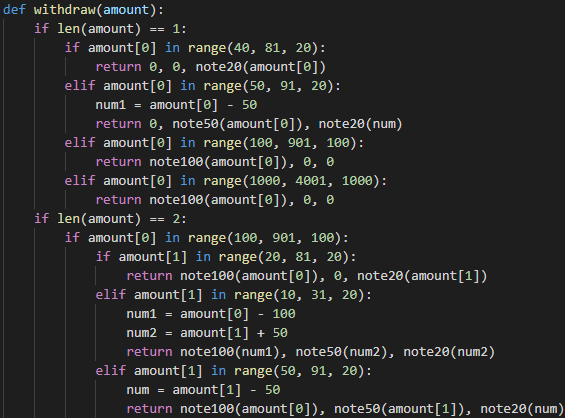 def withdraw(amount):
    if len(amount) == 1:
        if amount[0] in range(40, 81, 20):
            return 0, 0, note20(amount[0])
        elif amount[0] in range(50, 91, 20):
            num1 = amount[0] - 50
            return 0, note50(amount[0]), note20(num)
        elif amount[0] in range(100, 901, 100):
            return note100(amount[0]), 0, 0
        elif amount[0] in range(1000, 4001, 1000):
            return note100(amount[0]), 0, 0
    if len(amount) == 2:
        if amount[0] in range(100, 901, 100):
            if amount[1] in range(20, 81, 20):
                return note100(amount[0]), 0, note20(amount[1])
            elif amount[1] in range(10, 31, 20):
                num1 = amount[0] - 100
                num2 = amount[1] + 50
                return note100(num1), note50(num2), note20(num2)
            elif amount[1] in range(50, 91, 20):
                num = amount[1] - 50
                return note100(amount[0]), note50(amount[1]), note20(num)